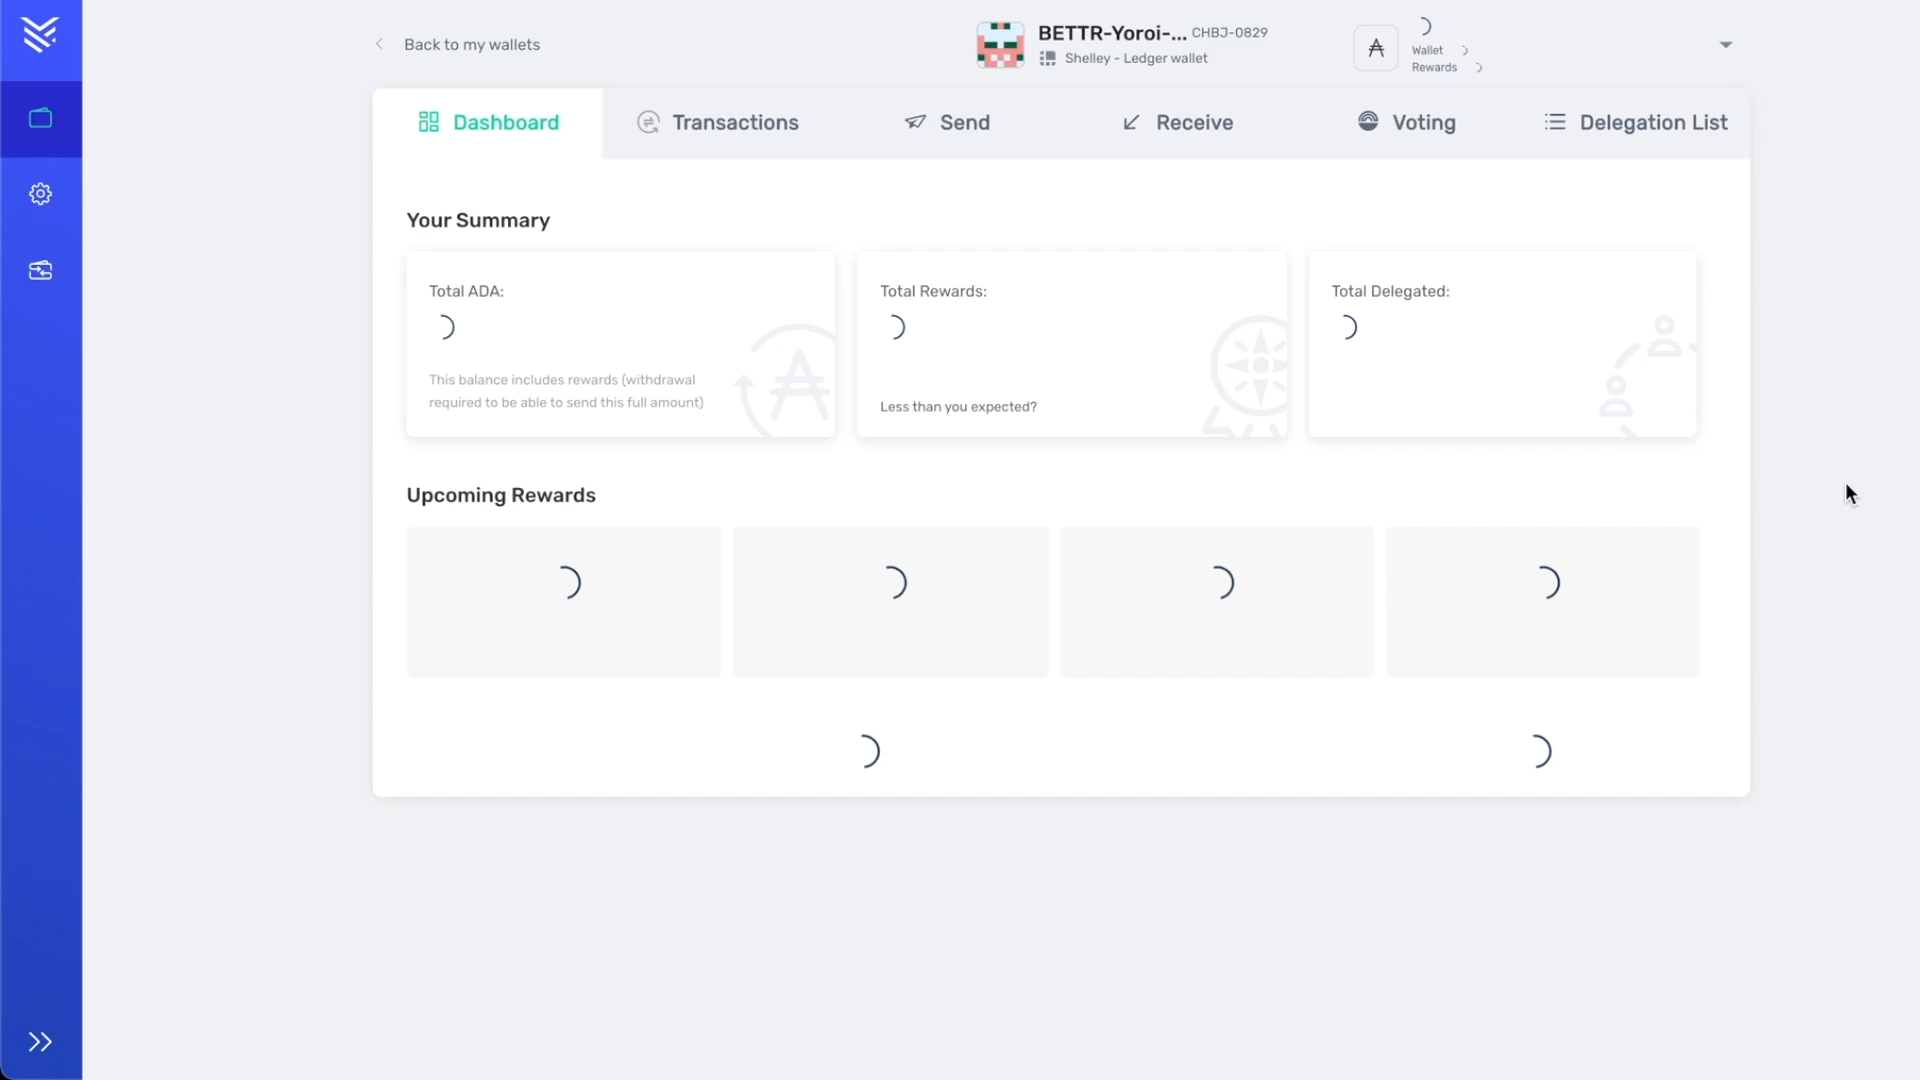 Back to my wallets
BETTR-Yoroi-... CHBJ-0829
Shelley - Ledger wallet
Wallet
Rewards
Dashboard
Transactions
Send
Receive
Voting
Delegation List
Your Summary
Total ADA:
This balance includes rewards (withdrawal
required to be able to send this full amount)
Total Rewards:
Less than you expected?
Total Delegated:
Upcoming Rewards